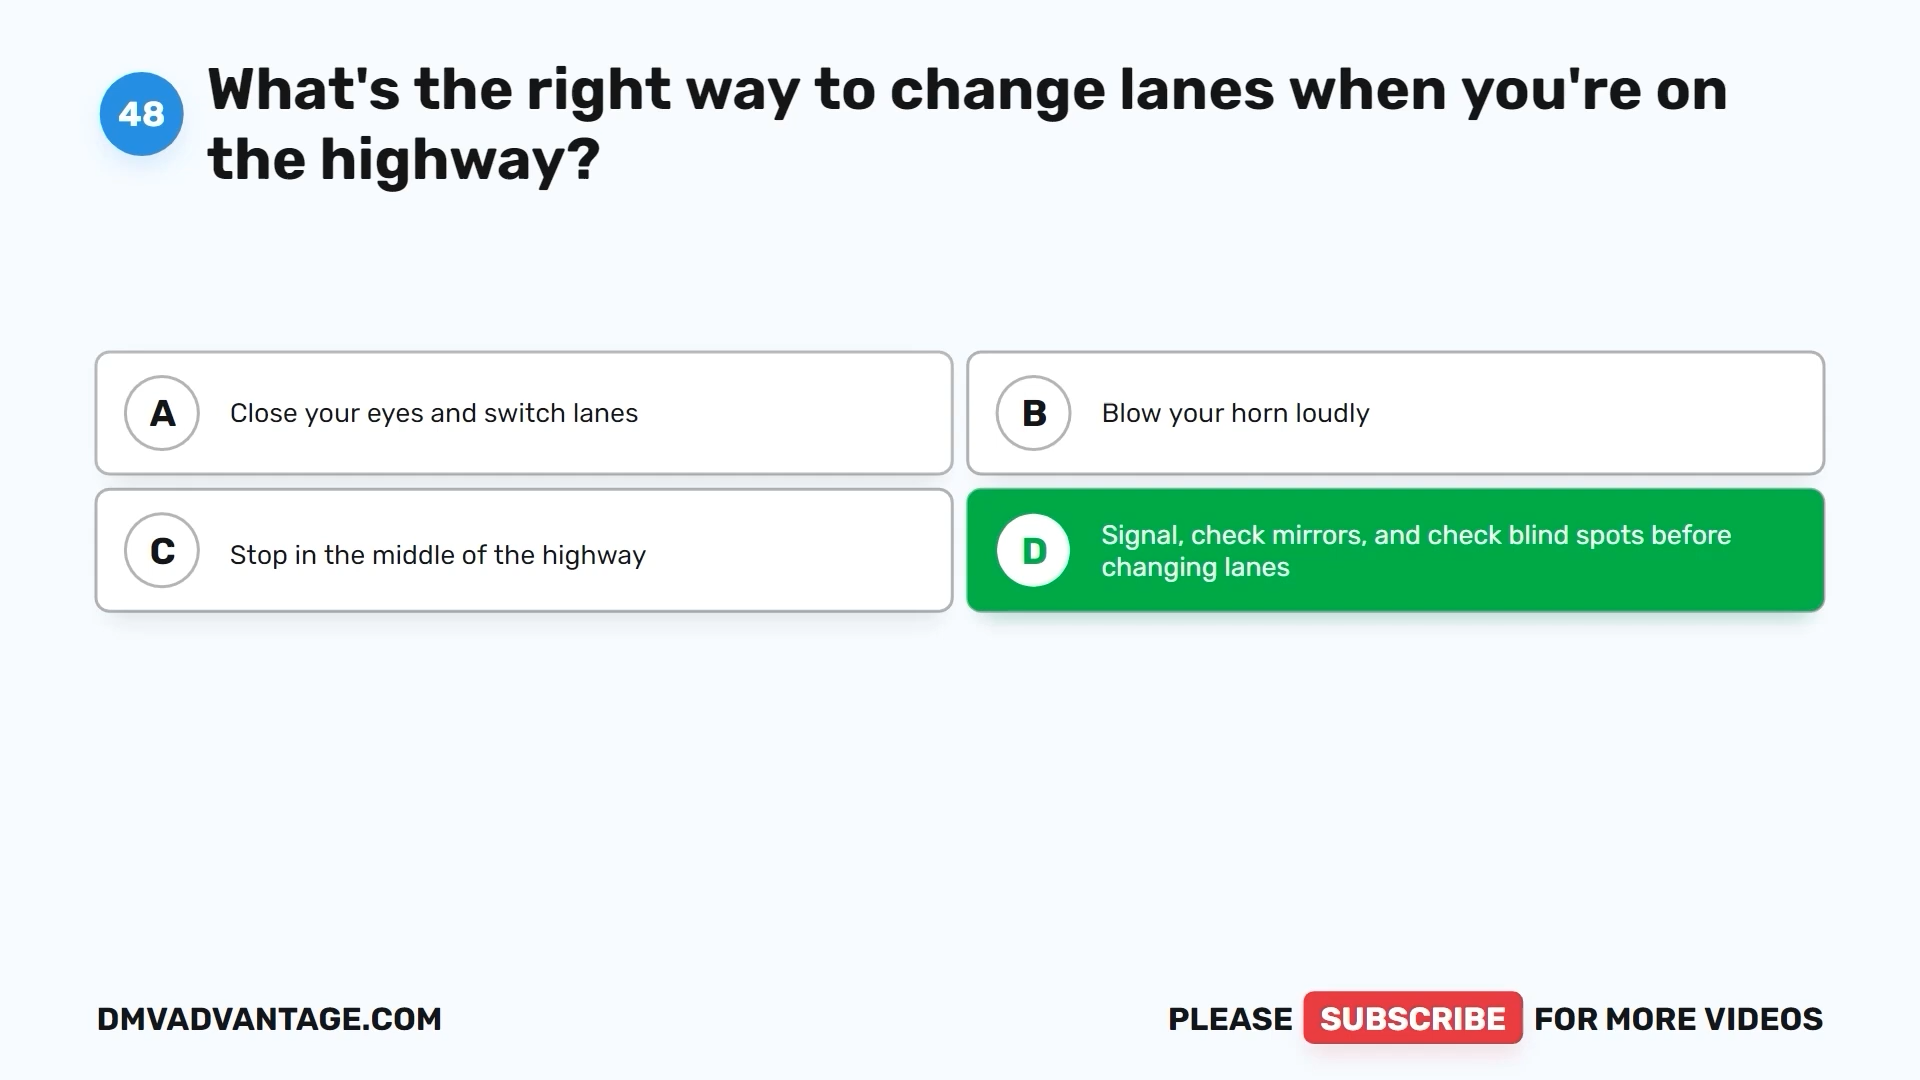 48
What's the right way to change lanes when you're on
the highway?
A
Close your eyes and switch lanes
B
Blow your horn loudly
C
Stop in the middle of the highway
D
Signal, check mirrors, and check blind spots before
changing lanes
DMVADVANTAGE.COM
PLEASE SUBSCRIBE FOR MORE VIDEOS